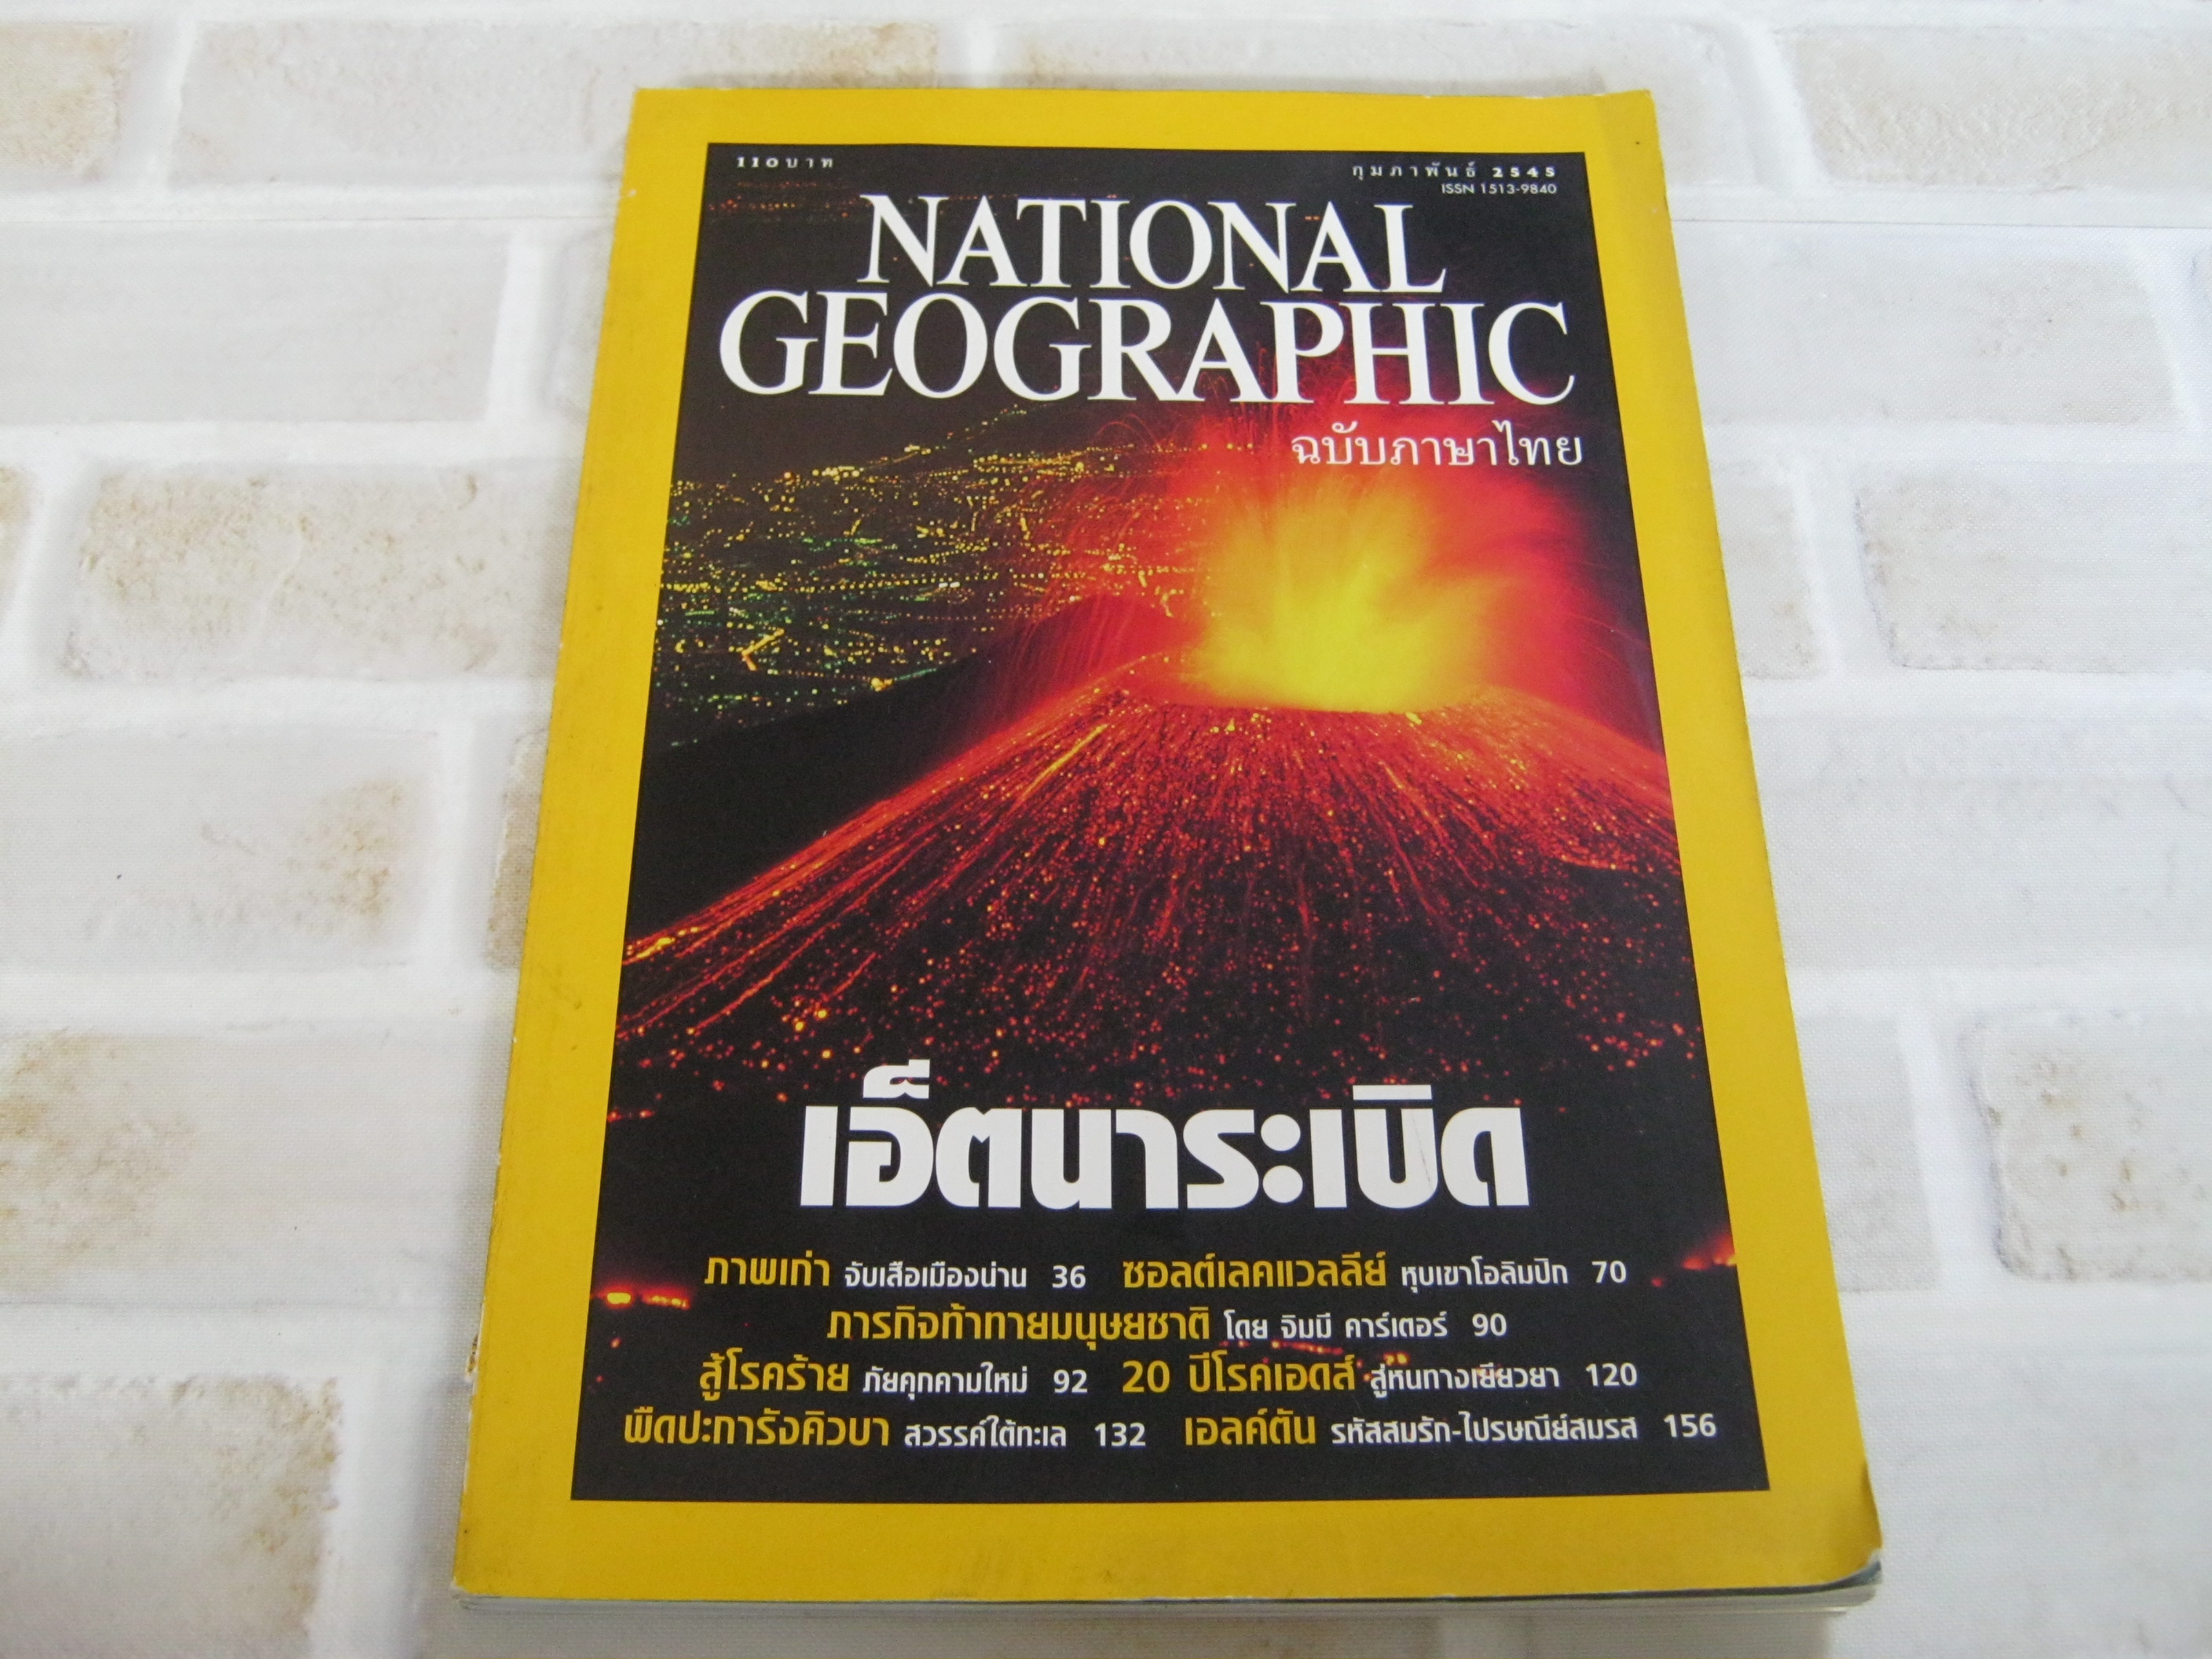 110 บาท
กุมภาพันธ์ 2545
ISSN 1513-9840
NATIONAL
GEOGRAPHIC
ฉบับภาษาไทย
เอ็ตนาระเบิด
ภาพเก่า จับเสือเมืองน่าน 36 ซอลต์เลคแวลลีย์ หุบเขาโอลิมปิก 70
ภารกิจท้าทายมนุษยชาติ โดย จิมมี คาร์เตอร์ 90
สู้โรคร้าย ภัยคุกคามใหม่ 92 20 ปีโรคเอดส์ สู่หนทางเยียวยา 120
พืดปะการังคิวบา สวรรค์ใต้ทะเล 132 เอลค์ตัน รหัสสมรัก-ไปรษณีย์สมรส 156